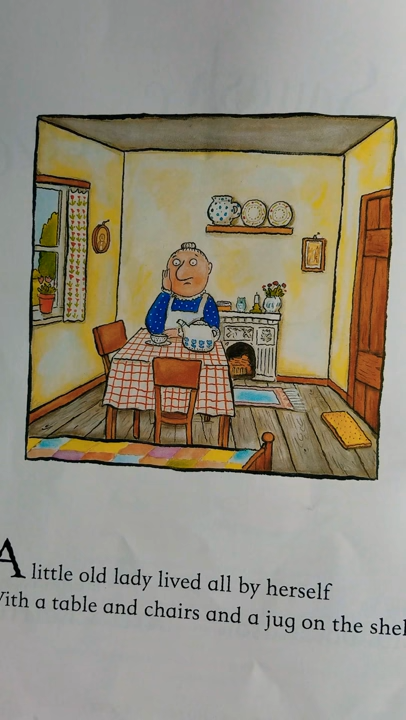 A little old lady lived all by herself
With a table and chairs and a jug on the shel